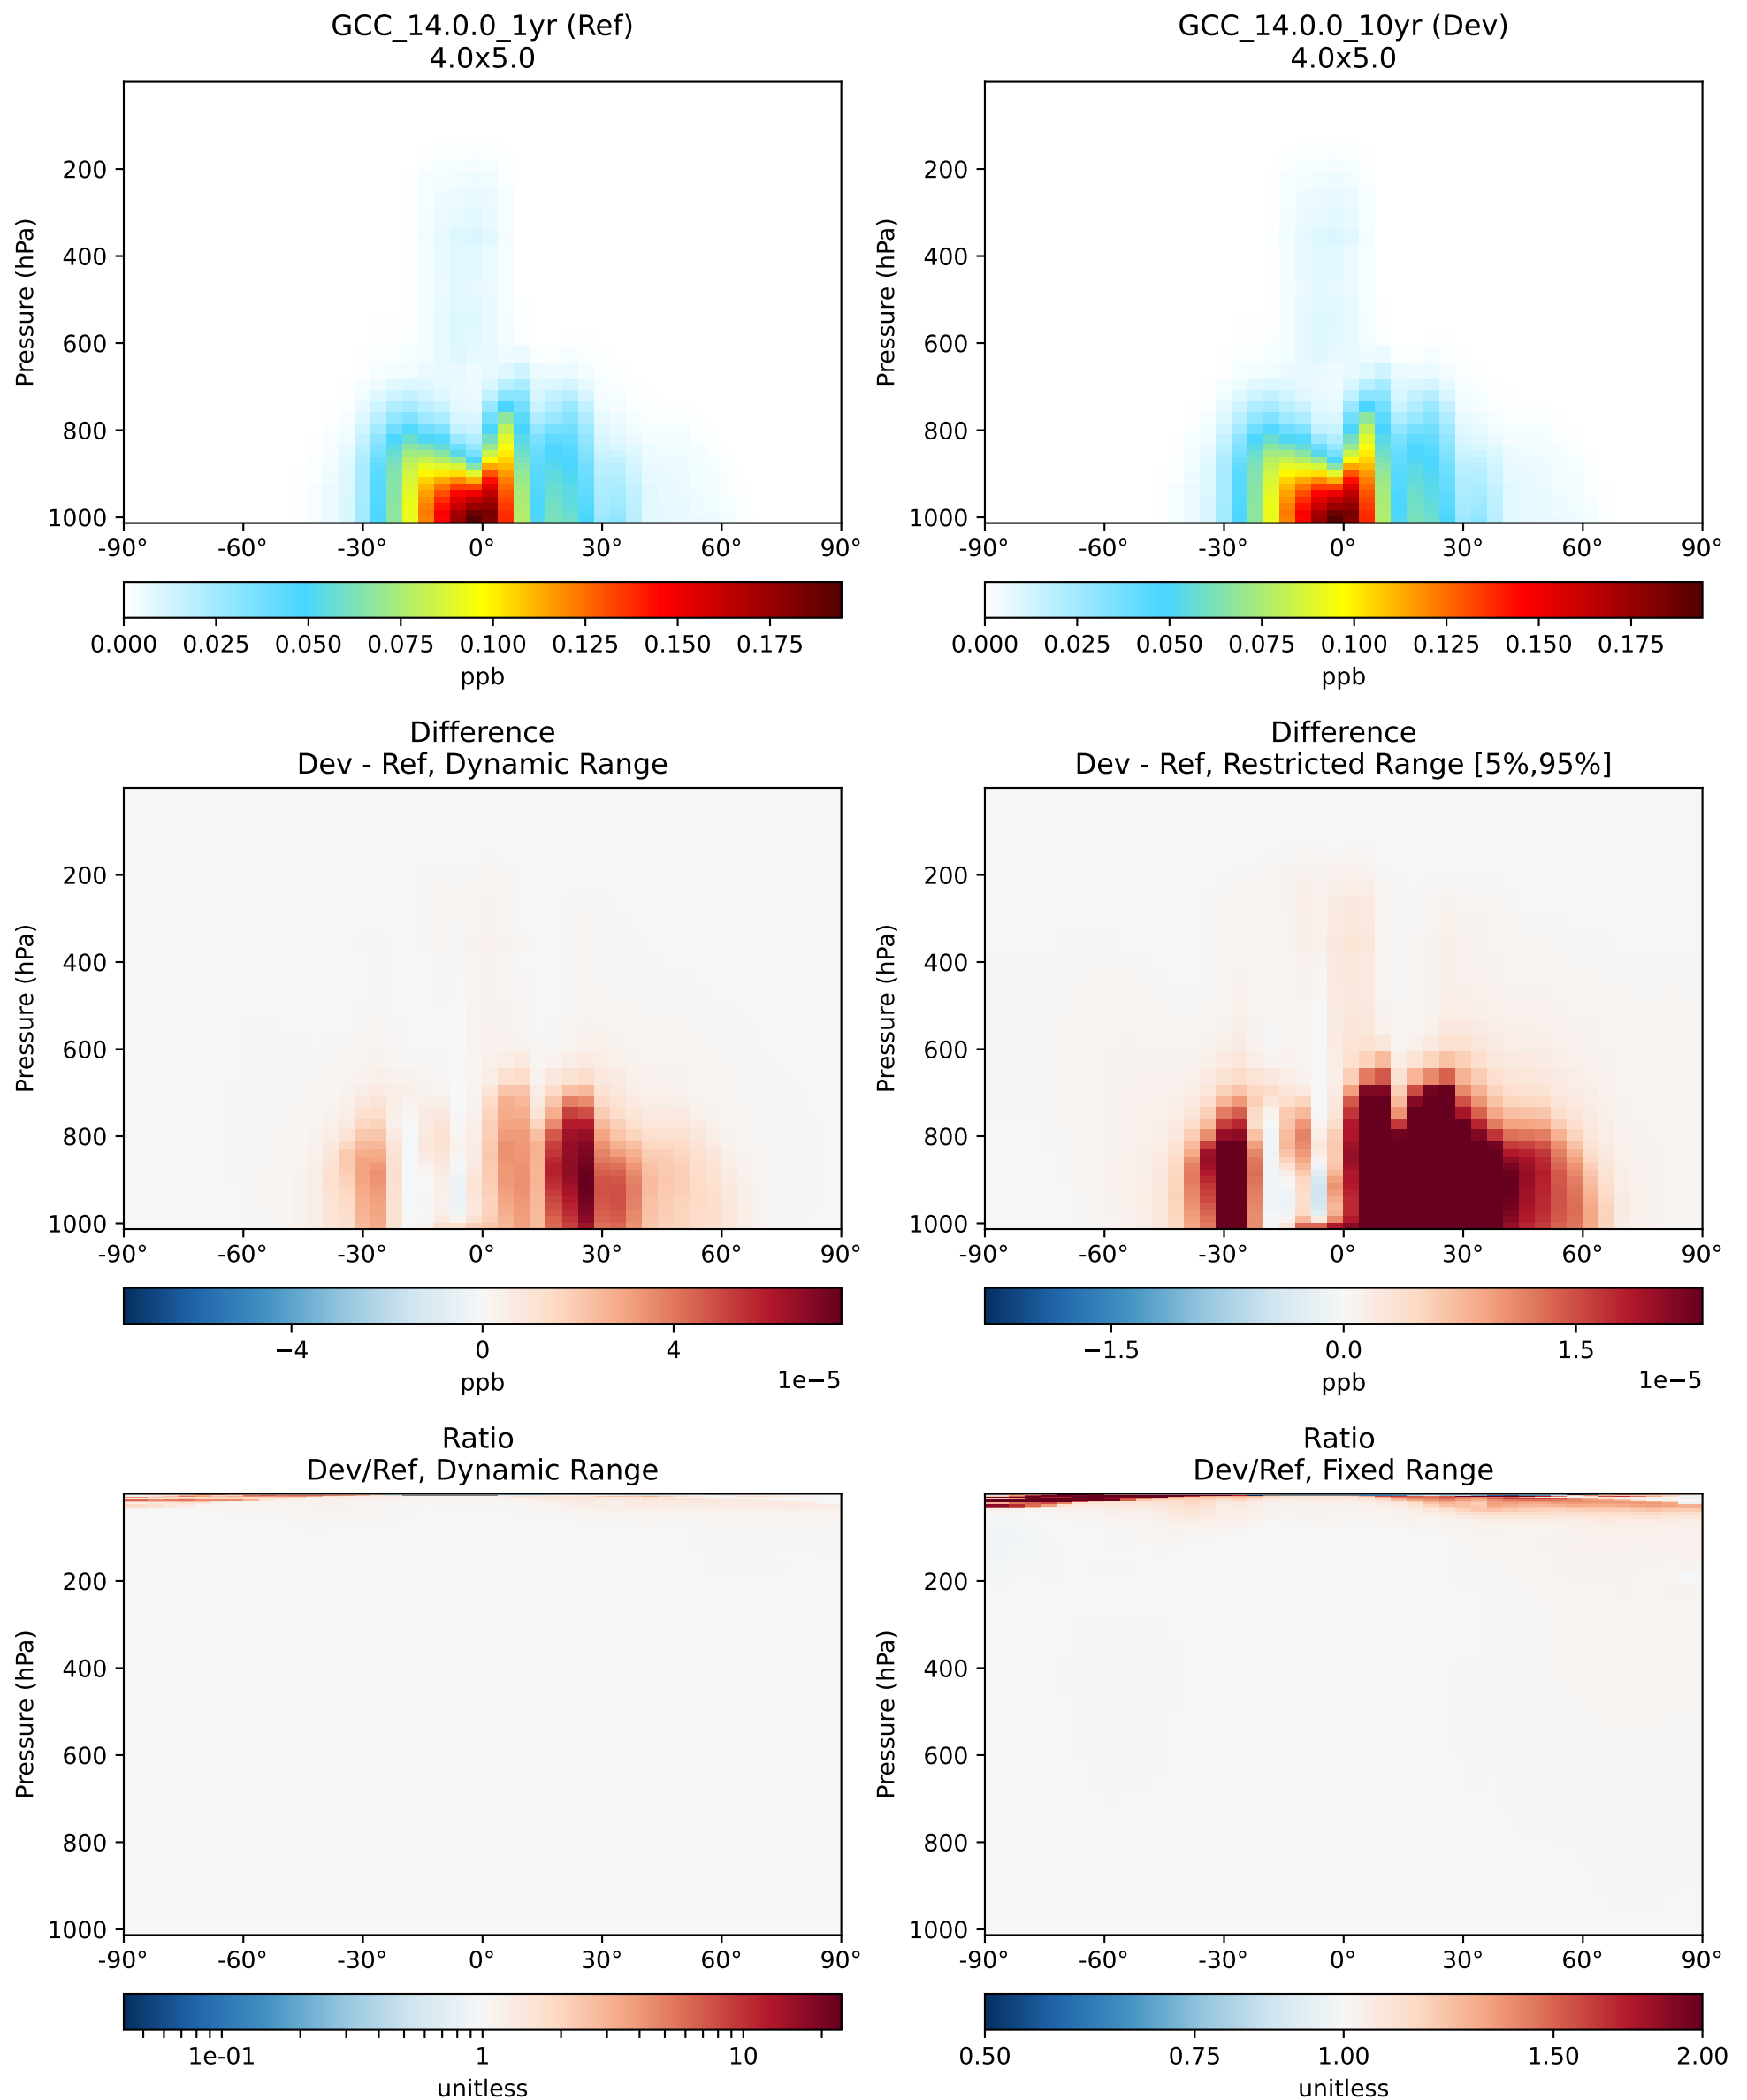 GCC_14.0.0_1yr (Ref)
4.0x5.0
GCC_14.0.0_10yr (Dev)
4.0x5.0
Pressure (hPa)
200
400
600
800
1000
-90° -60° -30° 0° 30° 60° 90°
0.000 0.025 0.050 0.075 0.100 0.125 0.150 0.175
ppb
Pressure (hPa)
200
400
600
800
1000
-90° -60° -30° 0° 30° 60° 90°
0.000 0.025 0.050 0.075 0.100 0.125 0.150 0.175
ppb
Difference
Dev - Ref, Dynamic Range
Pressure (hPa)
200
400
600
800
1000
-90° -60° -30° 0° 30° 60° 90°
−4 0 4
ppb 1e−5
Difference
Dev - Ref, Restricted Range [5%,95%]
Pressure (hPa)
200
400
600
800
1000
-90° -60° -30° 0° 30° 60° 90°
−1.5 0.0 1.5
ppb 1e−5
Ratio
Dev/Ref, Dynamic Range
Pressure (hPa)
200
400
600
800
1000
-90° -60° -30° 0° 30° 60° 90°
1e-01 1 10
unitless
Ratio
Dev/Ref, Fixed Range
Pressure (hPa)
200
400
600
800
1000
-90° -60° -30° 0° 30° 60° 90°
0.50 0.75 1.00 1.50 2.00
unitless